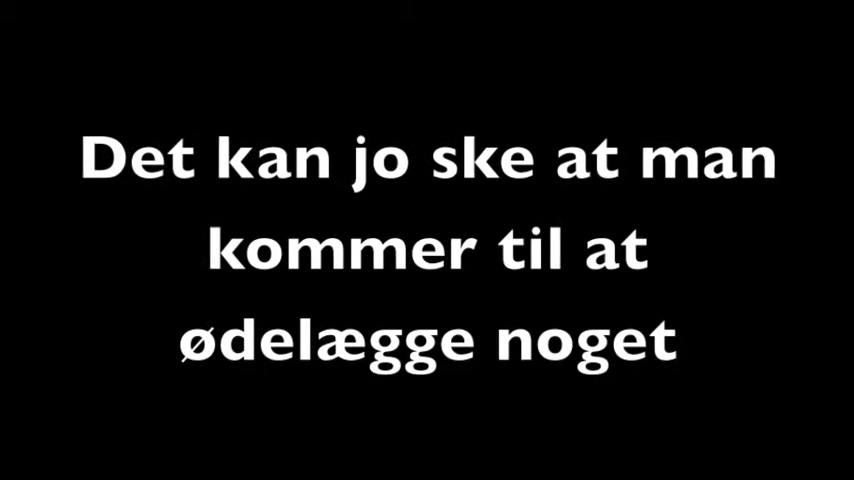 Det kan jo ske at man
kommer til at
ødelægge noget